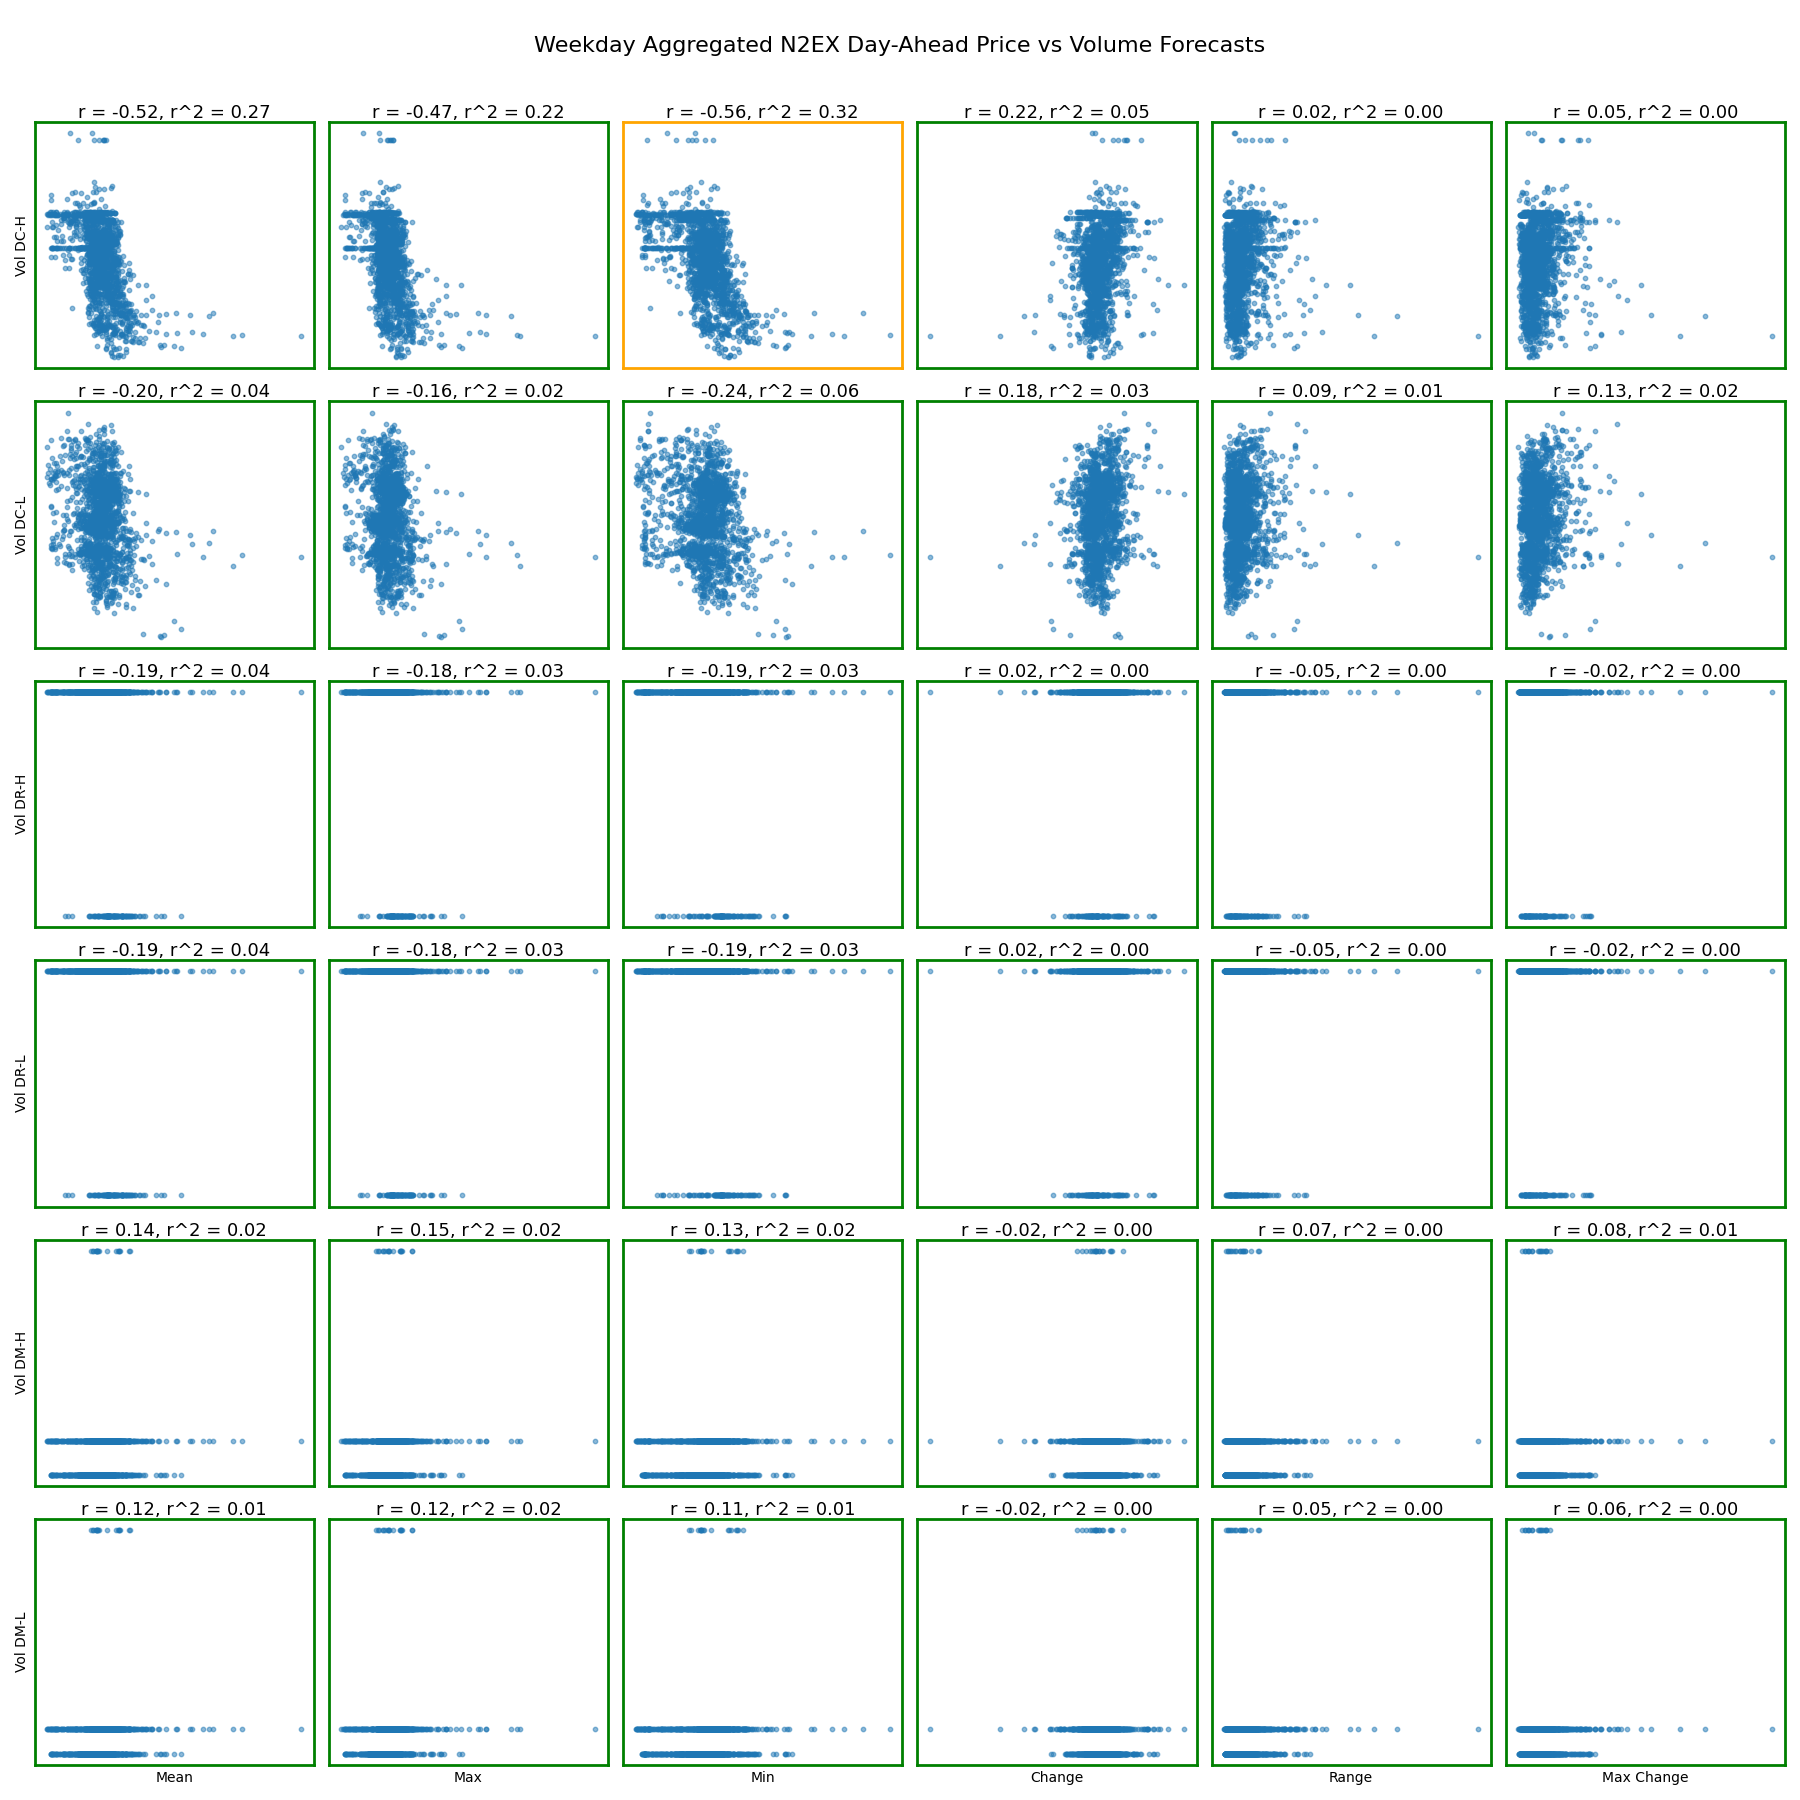 Weekday Aggregated N2EX Day-Ahead Price vs Volume Forecasts
r = -0.52, r^2 = 0.27
r = -0.47, r^2 = 0.22
r = -0.56, r^2 = 0.32
r = 0.22, r^2 = 0.05
r = 0.02, r^2 = 0.00
r = 0.05, r^2 = 0.00
Vol DC-H
r = -0.20, r^2 = 0.04
r = -0.16, r^2 = 0.02
r = -0.24, r^2 = 0.06
r = 0.18, r^2 = 0.03
r = 0.09, r^2 = 0.01
r = 0.13, r^2 = 0.02
Vol DC-L
r = -0.19, r^2 = 0.04
r = -0.18, r^2 = 0.03
r = -0.19, r^2 = 0.03
r = 0.02, r^2 = 0.00
r = -0.05, r^2 = 0.00
r = -0.02, r^2 = 0.00
Vol DR-H
r = -0.19, r^2 = 0.04
r = -0.18, r^2 = 0.03
r = -0.19, r^2 = 0.03
r = 0.02, r^2 = 0.00
r = -0.05, r^2 = 0.00
r = -0.02, r^2 = 0.00
Vol DR-L
r = 0.14, r^2 = 0.02
r = 0.15, r^2 = 0.02
r = 0.13, r^2 = 0.02
r = -0.02, r^2 = 0.00
r = 0.07, r^2 = 0.00
r = 0.08, r^2 = 0.01
Vol DM-H
r = 0.12, r^2 = 0.01
r = 0.12, r^2 = 0.02
r = 0.11, r^2 = 0.01
r = -0.02, r^2 = 0.00
r = 0.05, r^2 = 0.00
r = 0.06, r^2 = 0.00
Vol DM-L
Mean
Max
Min
Change
Range
Max Change